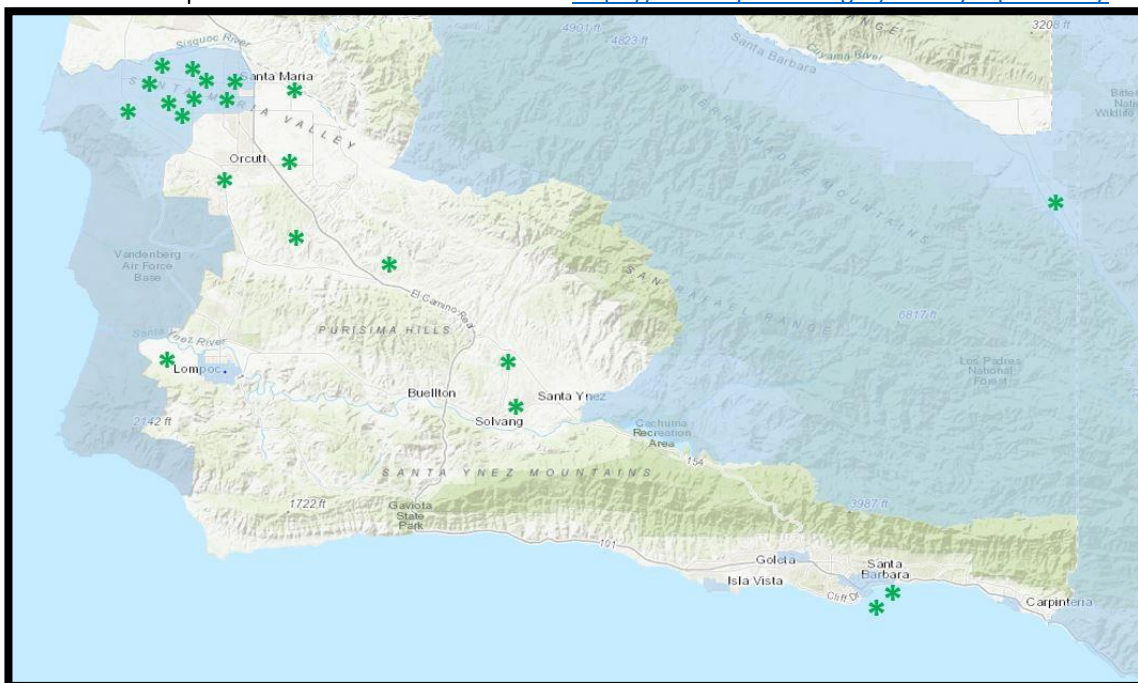 4901 ft
4823 ft
3208 ft
Sisquoc River
Santa Barbara
Cuyama River
Santa Maria
SANTA MARIA VALLEY
SIERRA MADRE MOUNTAINS
Orcutt
Vandenberg
Air Force
Base
SAN RAFAEL RANGE
El Camino Real
6817 ft
PURISIMA HILLS
Santa Ynez River
Los Padres
National
Forest
Lompoc
Buellton
Santa Ynez
2142 ft
Solvang
Cachuma
Recreation
Area
154
SANTA YNEZ MOUNTAINS
1722 ft
3987 ft
Gaviota
State
Park
101
Goleta
Santa
Barbara
Isla Vista
Cliff Dr
Carpinteria